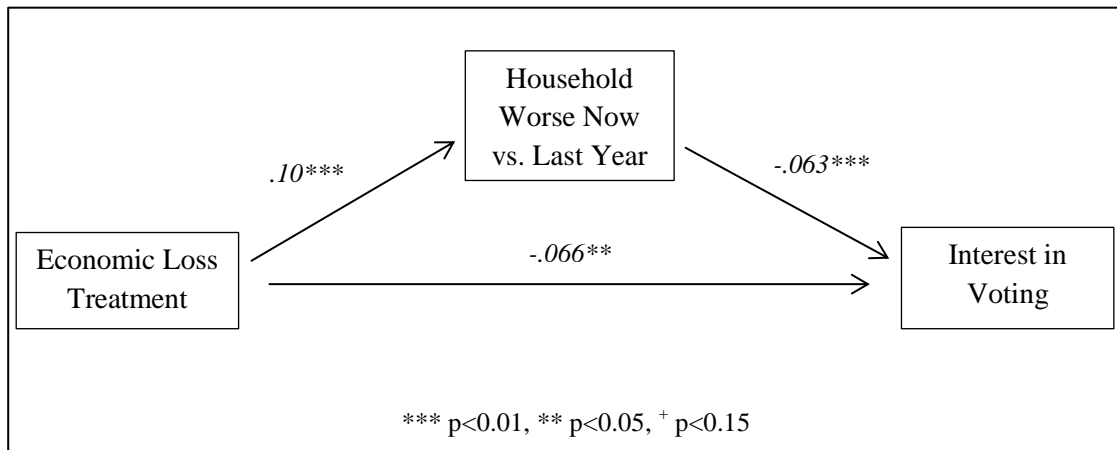 Household
Worse Now
vs. Last Year
.10***
-.063***
Economic Loss
Treatment
-.066**
Interest in
Voting
*** p<0.01, ** p<0.05, + p<0.15